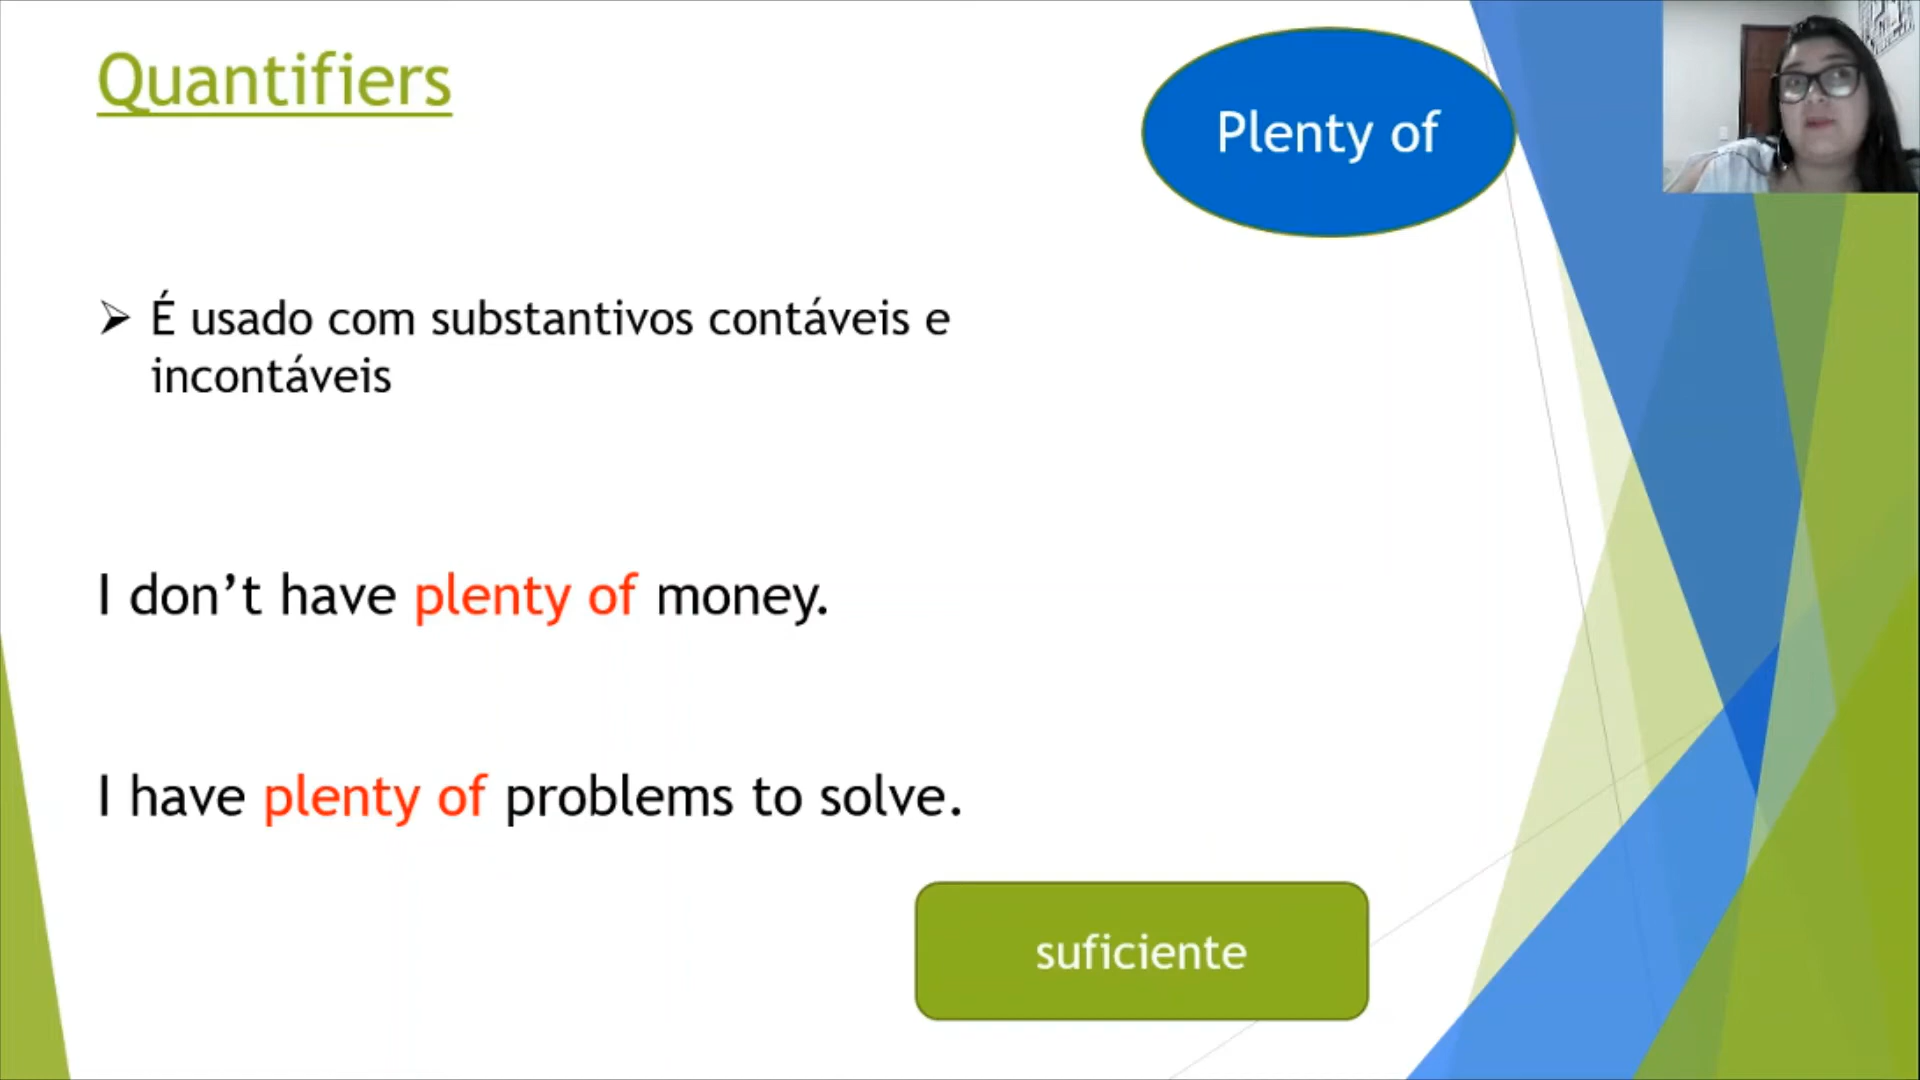 Quantifiers
Plenty of
➢ É usado com substantivos contáveis e
incontáveis
I don’t have plenty of money.
I have plenty of problems to solve.
suficiente